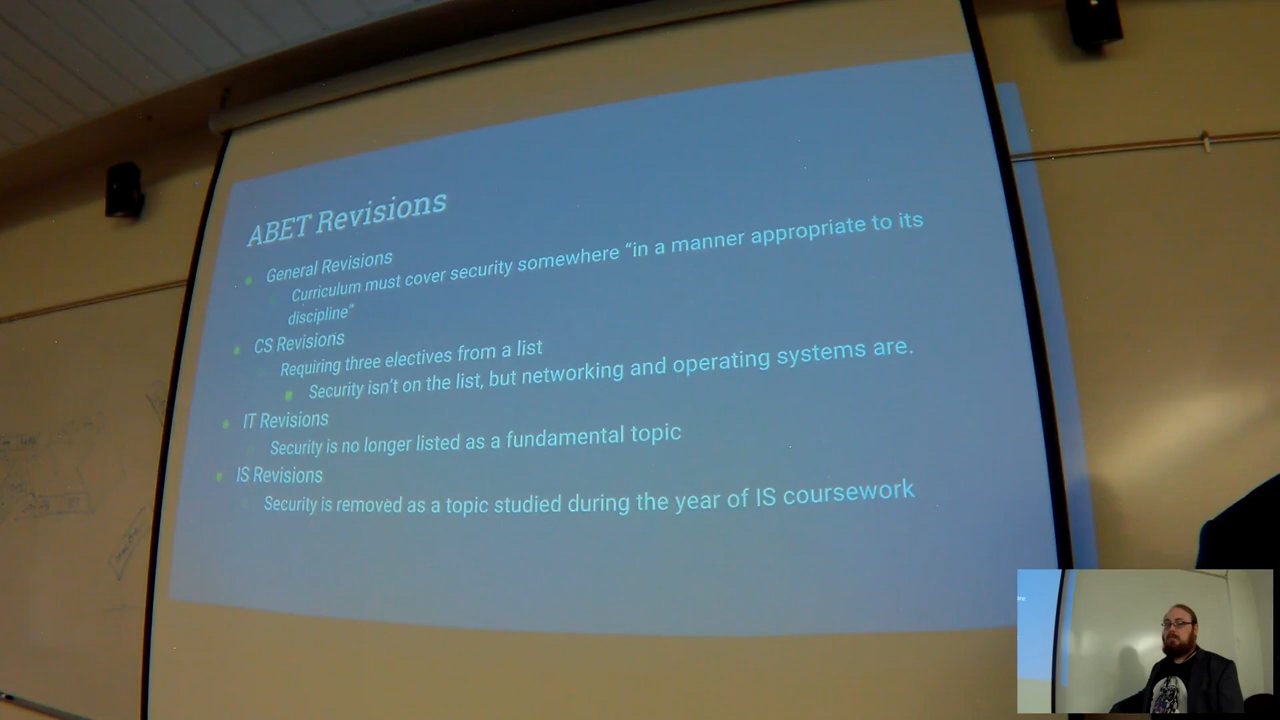 ABET Revisions
General Revisions
Curriculum must cover security somewhere “in a manner appropriate to its
discipline”
CS Revisions
Requiring three electives from a list
Security isn't on the list, but networking and operating systems are.
IT Revisions
Security is no longer listed as a fundamental topic
IS Revisions
Security is removed as a topic studied during the year of IS coursework